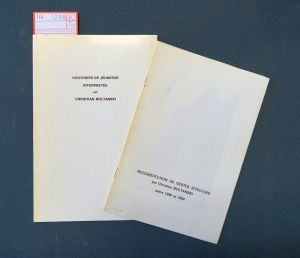 SOUVENIRS DE JEUNESSE
INTERPRETES
PAR
CHRISTIAN BOLTANSKI
RECONSTITUTION DE GESTES EFFECTUES
par Christian BOLTANSKI
entre 1948 et 1954